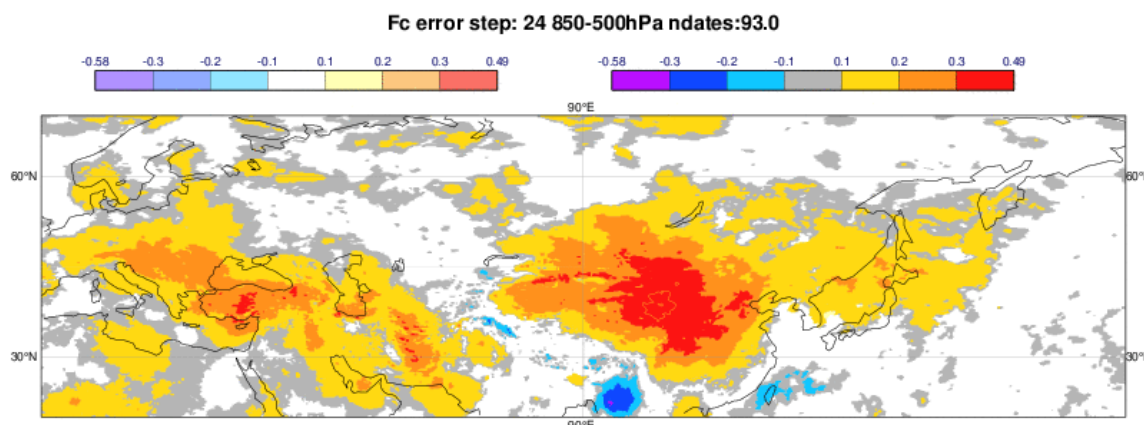 Fc error step: 24 850-500hPa ndates:93.0
-0.58 -0.3 -0.2 -0.1 0.1 0.2 0.3 0.49 -0.58 -0.3 -0.2 -0.1 0.1 0.2 0.3 0.49
90°E
60°N 60°N
30°N 30°N
90°E